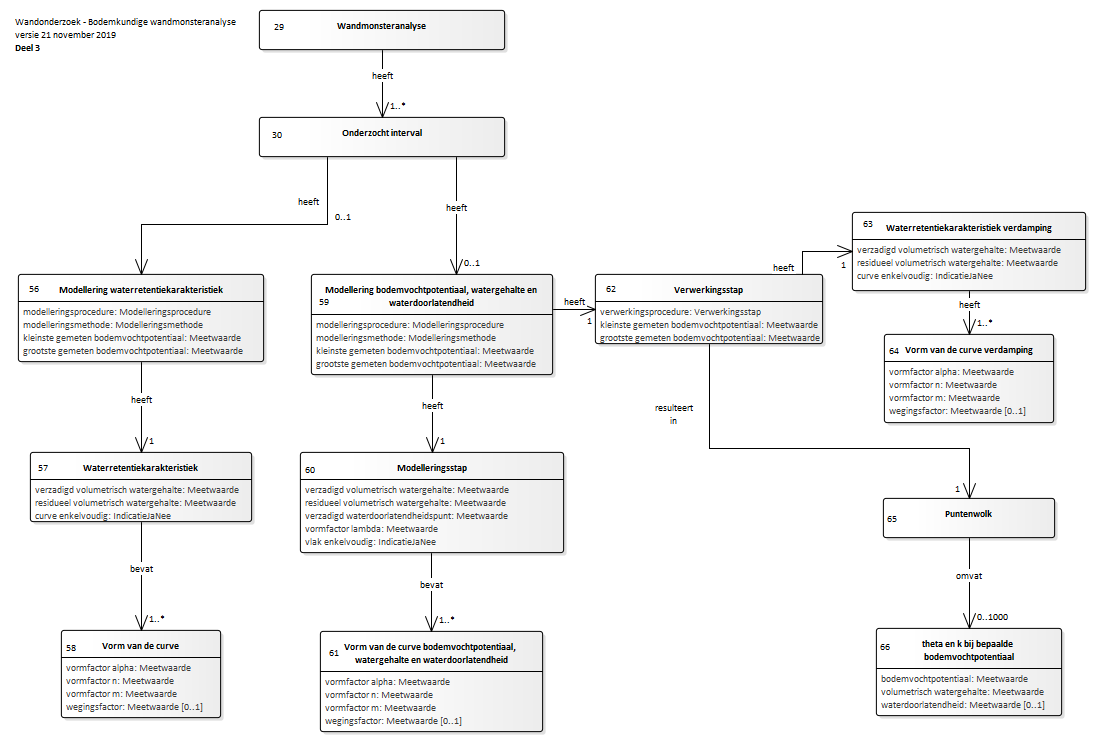 Wandonderzoek - Bodemkundige wandmonsteranalyse
versie 21 november 2019
Deel 3
29 Wandmonsteranalyse
heeft
1..*
30 Onderzocht interval
heeft
0..1
heeft
0..1
56 Modellering waterretentiekarakteristiek
modelleringsprocedure: Modelleringsprocedure
modelleringsmethode: Modelleringsmethode
kleinste gemeten bodemvochtpotentiaal: Meetwaarde
grootste gemeten bodemvochtpotentiaal: Meetwaarde
heeft
1
57 Waterretentiekarakteristiek
verzadigd volumetrisch watergehalte: Meetwaarde
residueel volumetrisch watergehalte: Meetwaarde
curve enkelvoudig: IndicatieJaNee
bevat
1..*
58 Vorm van de curve
vormfactor alpha: Meetwaarde
vormfactor n: Meetwaarde
vormfactor m: Meetwaarde
wegingsfactor: Meetwaarde [0..1]
59 Modellering bodemvochtpotentiaal, watergehalte en
waterdoorlatendheid
modelleringsprocedure: Modelleringsprocedure
modelleringsmethode: Modelleringsmethode
kleinste gemeten bodemvochtpotentiaal: Meetwaarde
grootste gemeten bodemvochtpotentiaal: Meetwaarde
heeft
1
60 Modelleringsstap
verzadigd volumetrisch watergehalte: Meetwaarde
residueel volumetrisch watergehalte: Meetwaarde
verzadigd waterdoorlatendheidspunt: Meetwaarde
vormfactor lambda: Meetwaarde
vlak enkelvoudig: IndicatieJaNee
bevat
1..*
61 Vorm van de curve bodemvochtpotentiaal,
watergehalte en waterdoorlatendheid
vormfactor alpha: Meetwaarde
vormfactor n: Meetwaarde
vormfactor m: Meetwaarde
wegingsfactor: Meetwaarde [0..1]
heeft
1
62 Verwerkingsstap
verwerkingsprocedure: Verwerkingsstap
kleinste gemeten bodemvochtpotentiaal: Meetwaarde
grootste gemeten bodemvochtpotentiaal: Meetwaarde
heeft
1
63 Waterretentiekarakteristiek verdamping
verzadigd volumetrisch watergehalte: Meetwaarde
residueel volumetrisch watergehalte: Meetwaarde
curve enkelvoudig: IndicatieJaNee
heeft
1..*
64 Vorm van de curve verdamping
vormfactor alpha: Meetwaarde
vormfactor n: Meetwaarde
vormfactor m: Meetwaarde
wegingsfactor: Meetwaarde [0..1]
resulteert
in
1
65 Puntenwolk
omvat
0..1000
66 theta en k bij bepaalde
bodemvochtpotentiaal
bodemvochtpotentiaal: Meetwaarde
volumetrisch watergehalte: Meetwaarde
waterdoorlatendheid: Meetwaarde [0..1]